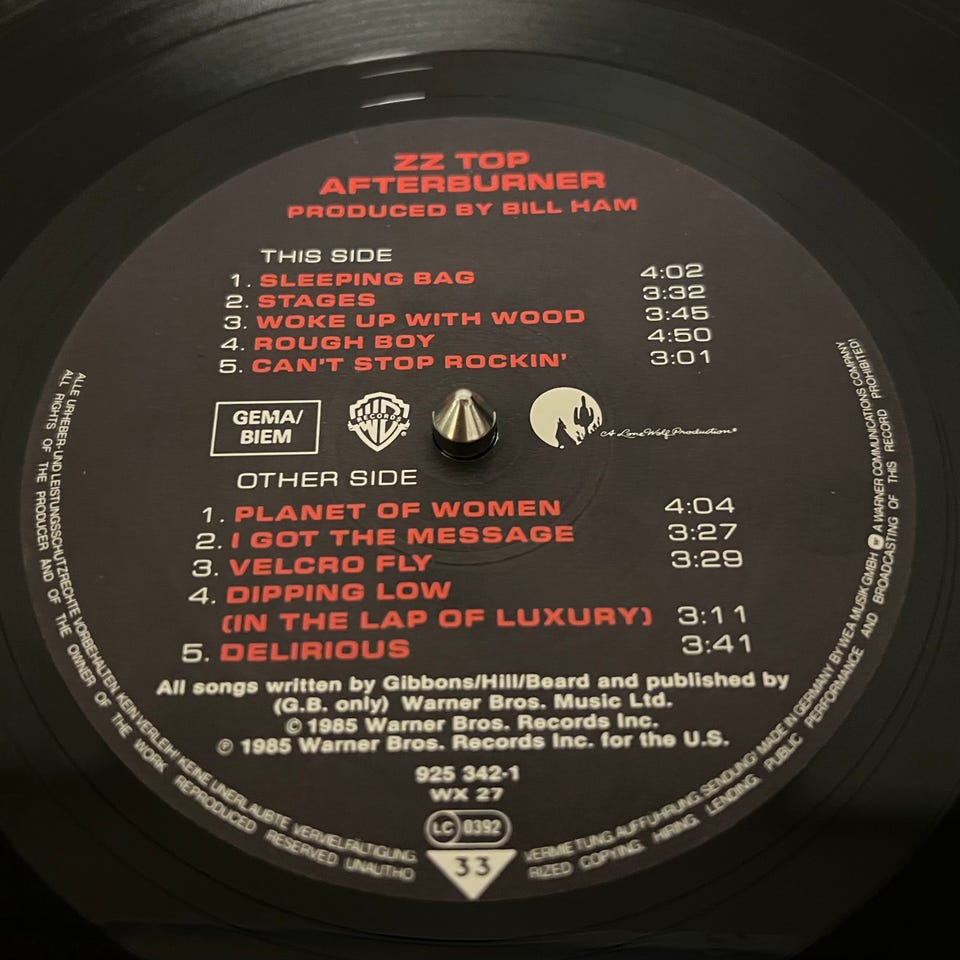 ZZ TOP
AFTERBURNER
PRODUCED BY BILL HAM
THIS SIDE
1. SLEEPING BAG 4:02
2. STAGES 3:32
3. WOKE UP WITH WOOD 3:45
4. ROUGH BOY 4:50
5. CAN'T STOP ROCKIN' 3:01
GEMA/
BIEM
WB
RECORDS
A Lone Wolf Production
OTHER SIDE
1. PLANET OF WOMEN 4:04
2. I GOT THE MESSAGE 3:27
3. VELCRO FLY 3:29
4. DIPPING LOW
(IN THE LAP OF LUXURY) 3:11
5. DELIRIOUS 3:41
All songs written by Gibbons/Hill/Beard and published by
(G.B. only) Warner Bros. Music Ltd.
© 1985 Warner Bros. Records Inc.
℗ 1985 Warner Bros. Records Inc. for the U.S.
925 342-1
WX 27
LC 0392
33
ALLE URHEBER- UND LEISTUNGSSCHUTZRECHTE VORBEHALTEN. KEIN VERLEIH! KEINE UNERLAUBTE VERVIELFÄLTIGUNG, VERMIETUNG, AUFFÜHRUNG, SENDUNG! MADE IN GERMANY BY WEA MUSIK GMBH A WARNER COMMUNICATIONS COMPANY
ALL RIGHTS OF THE PRODUCER AND OF THE OWNER OF THE WORK REPRODUCED RESERVED UNAUTHORIZED COPYING, HIRING, LENDING, PUBLIC PERFORMANCE AND BROADCASTING OF THIS RECORD PROHIBITED!